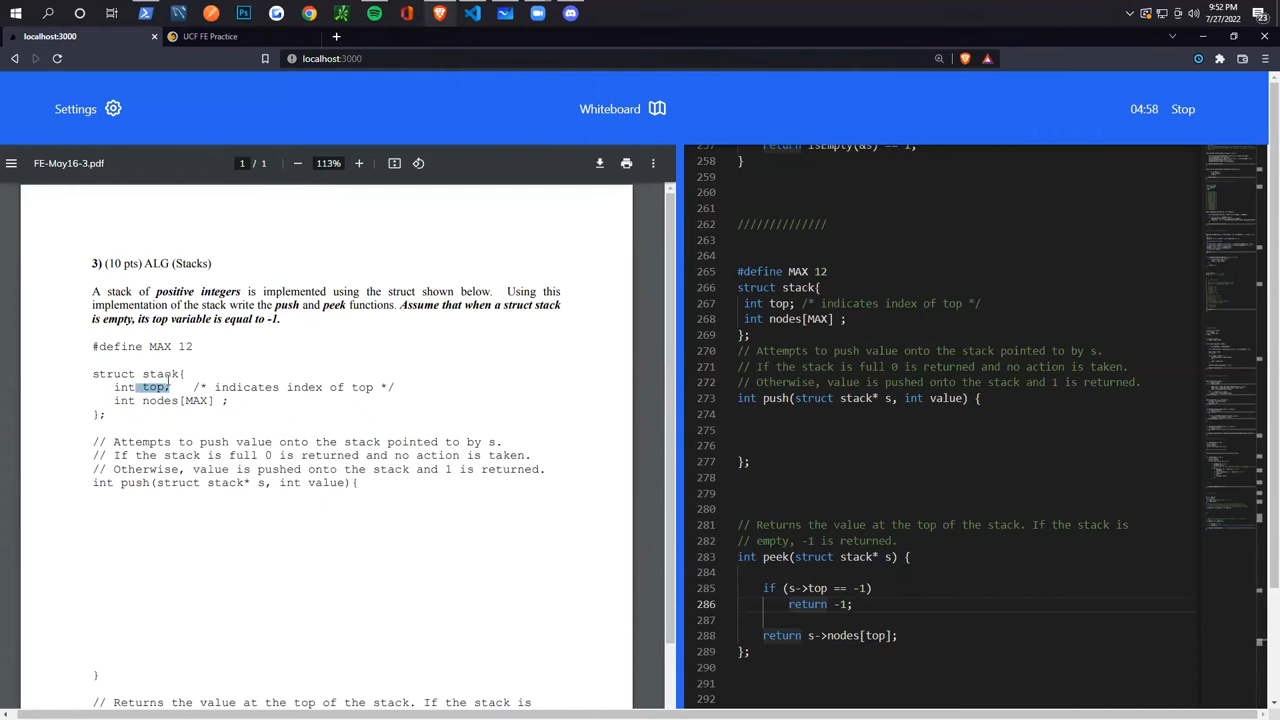 9:52 PM
7/27/2022
23
localhost:3000
UCF FE Practice
localhost:3000
Settings
Whiteboard
04:58 Stop
FE-May16-3.pdf
1 / 1
113%
3) (10 pts) ALG (Stacks)
A stack of positive integers is implemented using the struct shown below. Using this
implementation of the stack write the push and peek functions. Assume that when a struct stack
is empty, its top variable is equal to -1.
#define MAX 12
struct stack{
int top; /* indicates index of top */
int nodes[MAX] ;
};
// Attempts to push value onto the stack pointed to by s.
// If the stack is full 0 is returned and no action is taken.
// Otherwise, value is pushed onto the stack and 1 is returned.
int push(struct stack* s, int value){
}
// Returns the value at the top of the stack. If the stack is
257 return isEmpty(&s) == 1;
258 }
259
260
261
262 //////////////
263
264
265 #define MAX 12
266 struct stack{
267 int top; /* indicates index of top */
268 int nodes[MAX] ;
269 };
270 // Attempts to push value onto the stack pointed to by s.
271 // If the stack is full 0 is returned and no action is taken.
272 // Otherwise, value is pushed onto the stack and 1 is returned.
273 int push(struct stack* s, int value) {
274
275
276
277 };
278
279
280
281 // Returns the value at the top of the stack. If the stack is
282 // empty, -1 is returned.
283 int peek(struct stack* s) {
284
285 if (s->top == -1)
286 return -1;
287
288 return s->nodes[top];
289 };
290
291
292